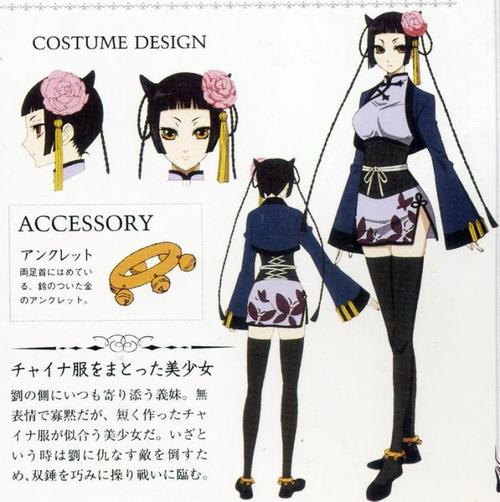 COSTUME DESIGN
ACCESSORY
アンクレット
両足首にはめてい
る、鈴のついた金
のアンクレット。
チャイナ服をまとった美少女
劉の側にいつも寄り添う義妹。無
表情で寡黙だが、短く作ったチャ
イナ服が似合う美少女だ。いざと
いう時は劉に仇なす敵を倒すた
め、双錘を巧みに操り戦いに臨む。